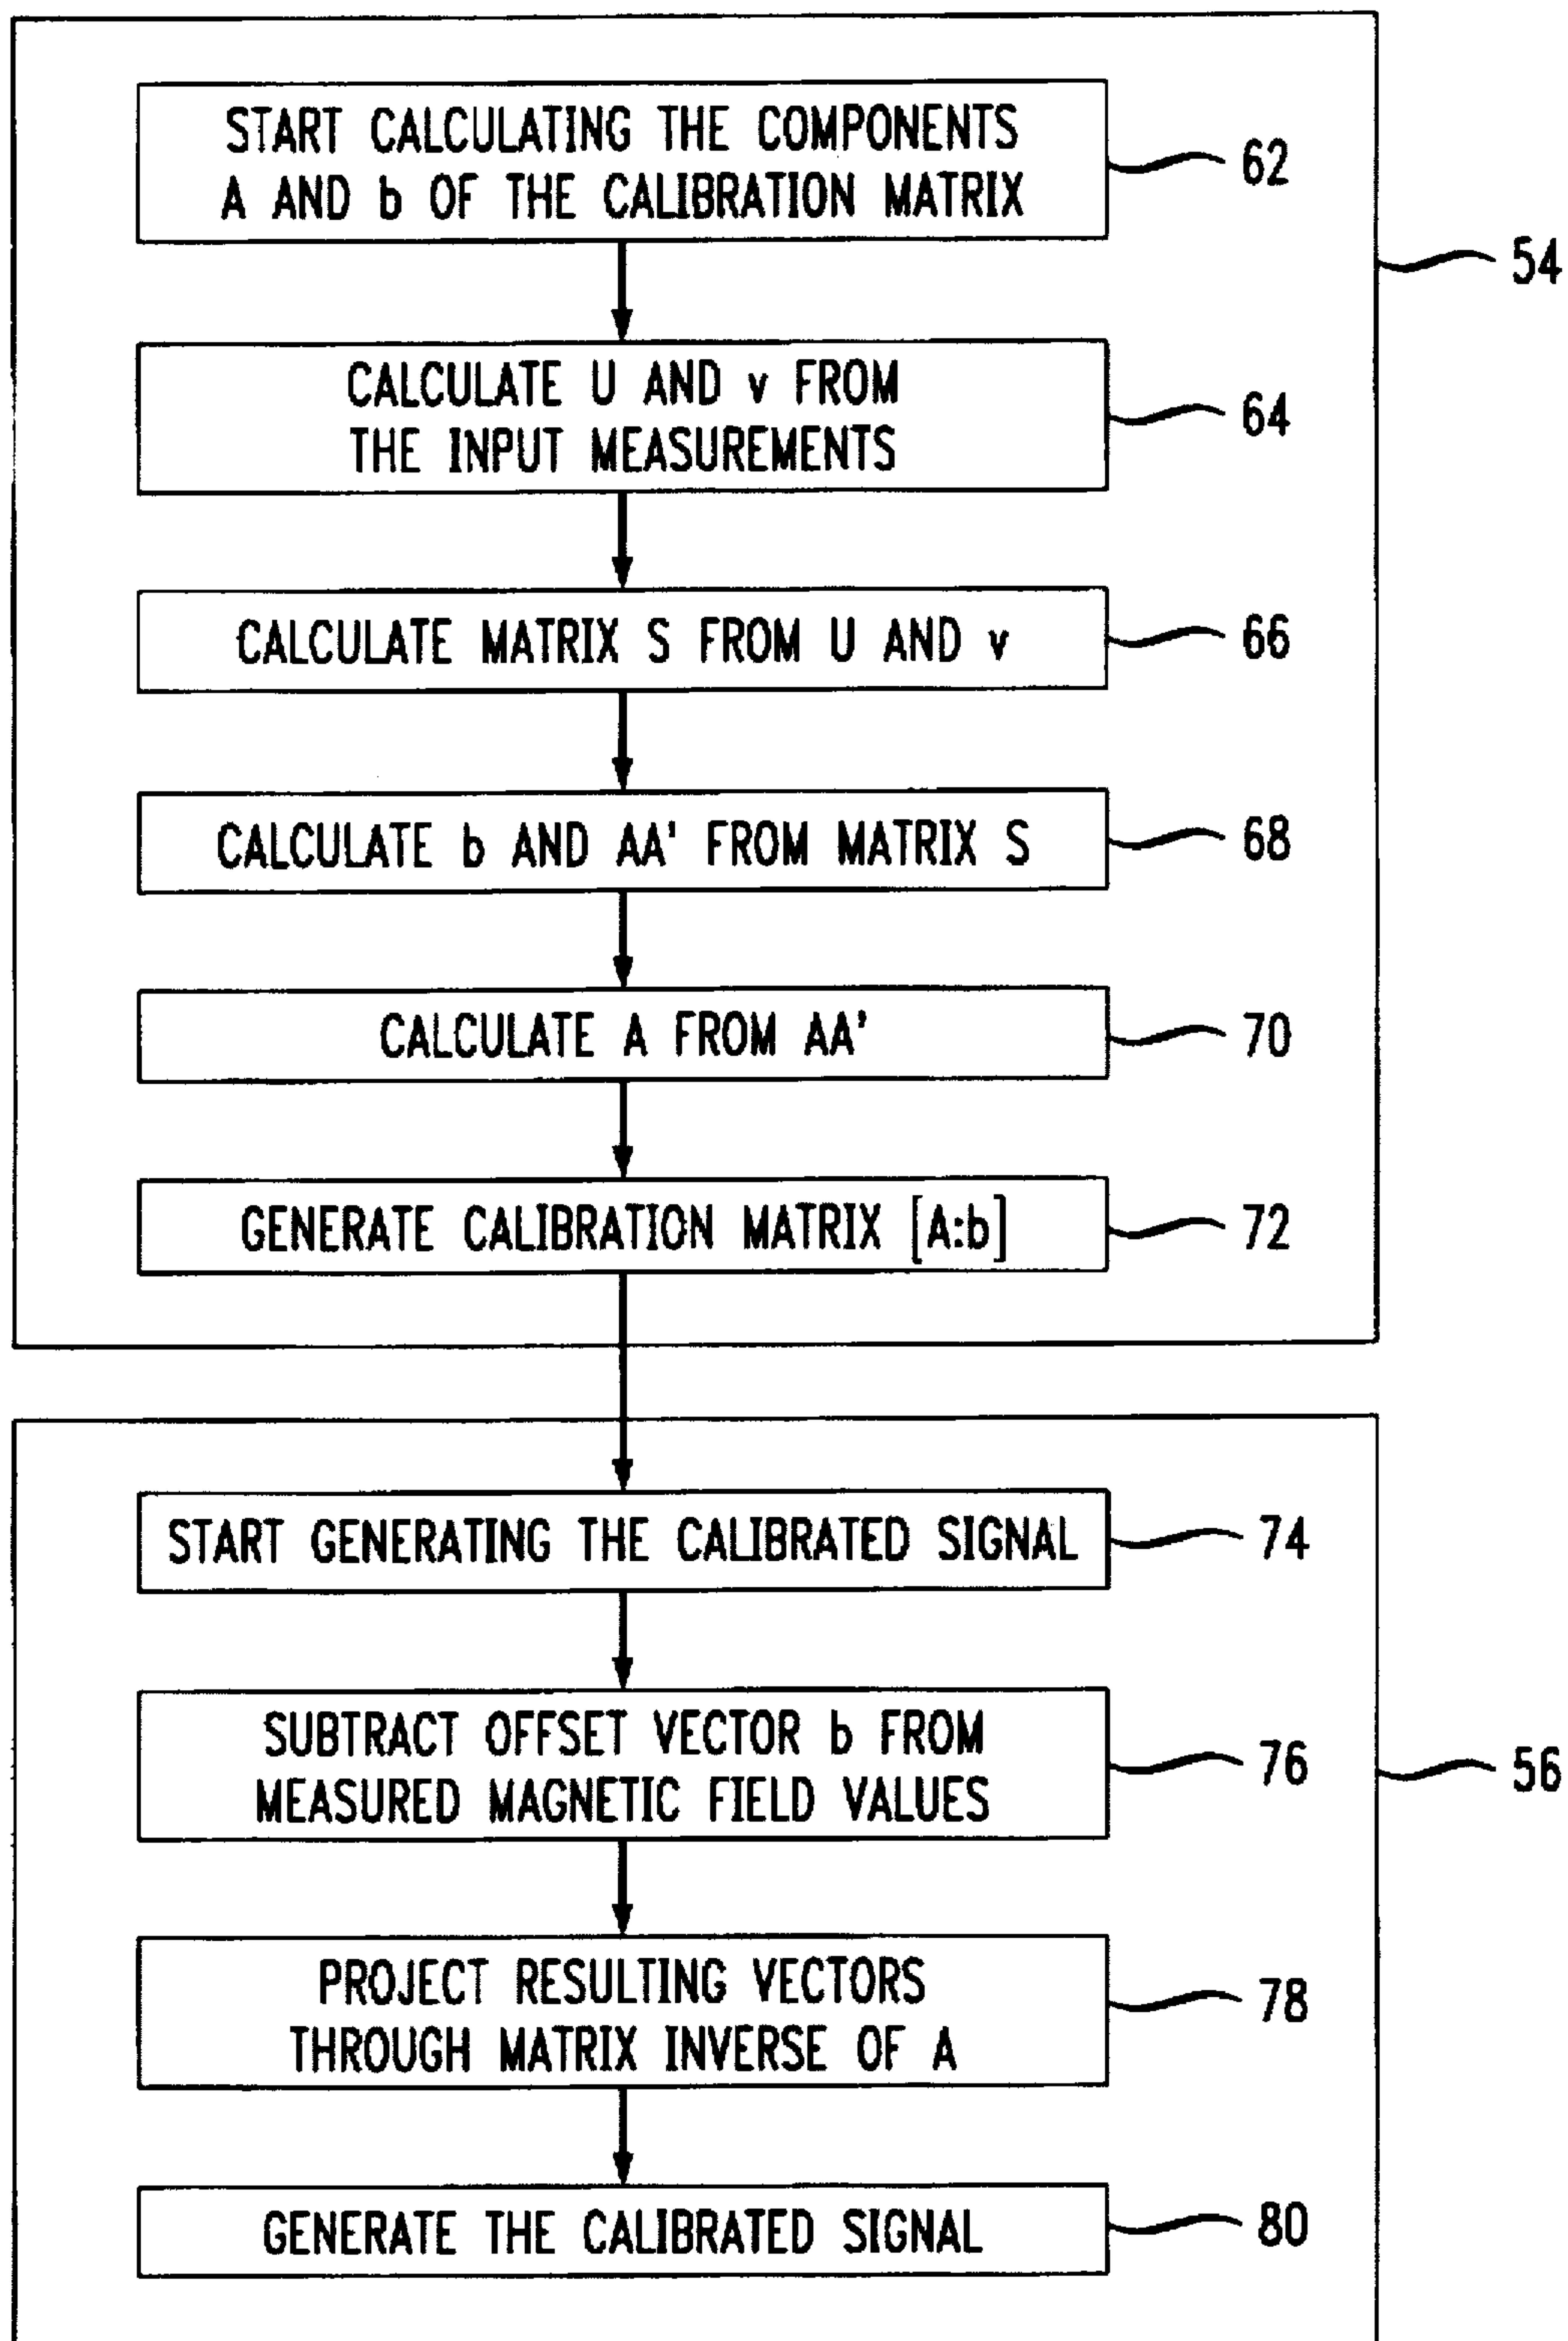 START CALCULATING THE COMPONENTS
A AND b OF THE CALIBRATION MATRIX
62
54
CALCULATE U AND v FROM
THE INPUT MEASUREMENTS
64
CALCULATE MATRIX S FROM U AND v
66
CALCULATE b AND AA' FROM MATRIX S
68
CALCULATE A FROM AA'
70
GENERATE CALIBRATION MATRIX [A:b]
72
START GENERATING THE CALIBRATED SIGNAL
74
SUBTRACT OFFSET VECTOR b FROM
MEASURED MAGNETIC FIELD VALUES
76
56
PROJECT RESULTING VECTORS
THROUGH MATRIX INVERSE OF A
78
GENERATE THE CALIBRATED SIGNAL
80